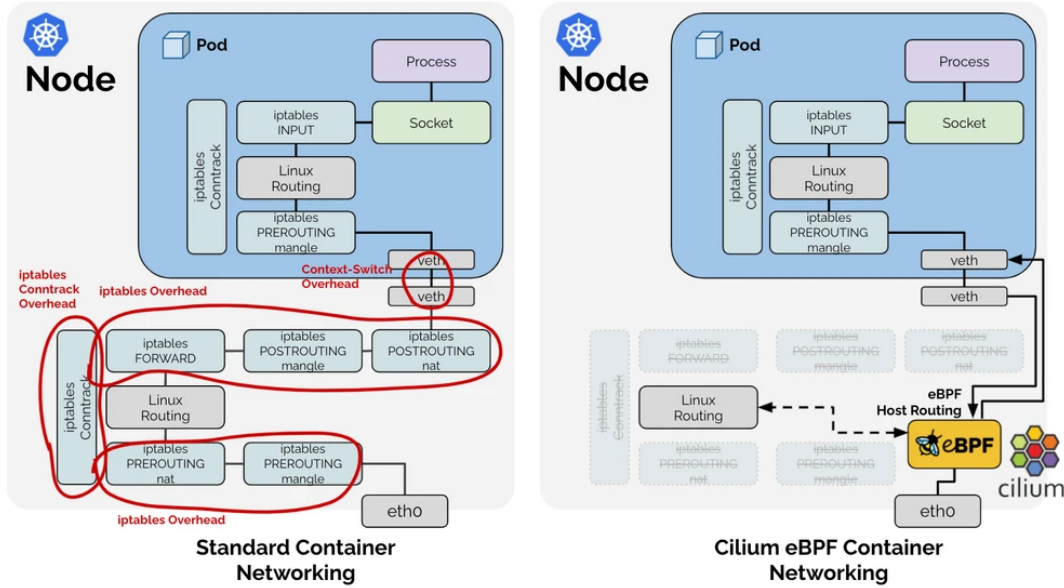 Node
Pod
Process
iptables
INPUT
Socket
iptables
Conntrack
Linux
Routing
iptables
PREROUTING
mangle
veth
Context-Switch
Overhead
veth
iptables
Conntrack
Overhead
iptables Overhead
iptables
Conntrack
iptables
FORWARD
iptables
POSTROUTING
mangle
iptables
POSTROUTING
nat
Linux
Routing
iptables
PREROUTING
nat
iptables
PREROUTING
mangle
iptables Overhead
eth0
Standard Container
Networking
Node
Pod
Process
iptables
INPUT
Socket
iptables
Conntrack
Linux
Routing
iptables
PREROUTING
mangle
veth
veth
iptables
Conntrack
iptables
FORWARD
iptables
POSTROUTING
mangle
iptables
POSTROUTING
nat
Linux
Routing
eBPF
Host Routing
iptables
PREROUTING
nat
iptables
PREROUTING
mangle
eBPF
cilium
eth0
Cilium eBPF Container
Networking